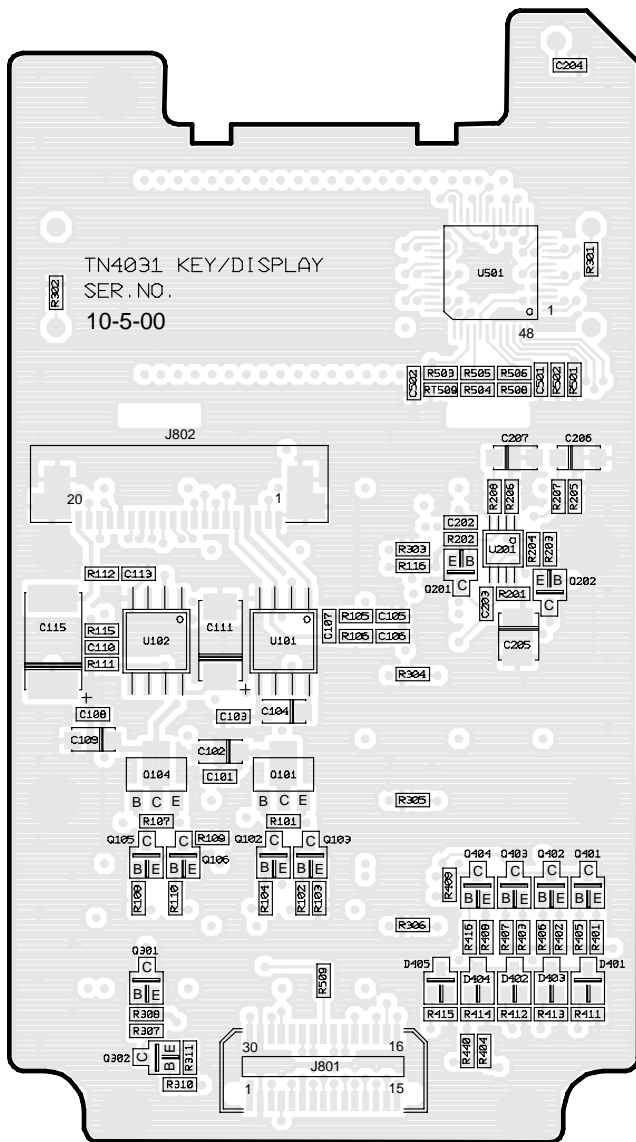 C204
TN4031 KEY/DISPLAY
SER.NO.
10-5-00
R302
R301
U501
1
48
C502
R503 R505 R506
RT509 R504 R508
C501
R502
R501
J802
20
1
C207
C206
R208
R206
R207
R205
C202
R202
R303
R116
E B
C
Q201
U201
R204
R203
E B
C
Q202
C203
R201
C205
R112 C113
C115
R115
C110
R111
U102
C111
U101
C107
R105 C105
R106 C106
R304
+
+
C108
C103
C104
C109
C102
C101
Q104
Q101
B C E
B C E
R305
R107
R101
Q105
C
R109
Q102
C
C
Q103
B E
B E
Q106
B E
B E
R109
R110
R104
R102
R103
Q404 Q403 Q402 Q401
C C C C
R409
B E
B E
B E
B E
R306
R416
R408
R407
R403
R406
R402
R405
R401
Q301
C
B E
R308
R307
Q302
C
B E
R311
R310
R509
D405
D404
D402
D403
D401
R415 R414 R412 R413 R411
R440
R404
30
16
J801
1
15